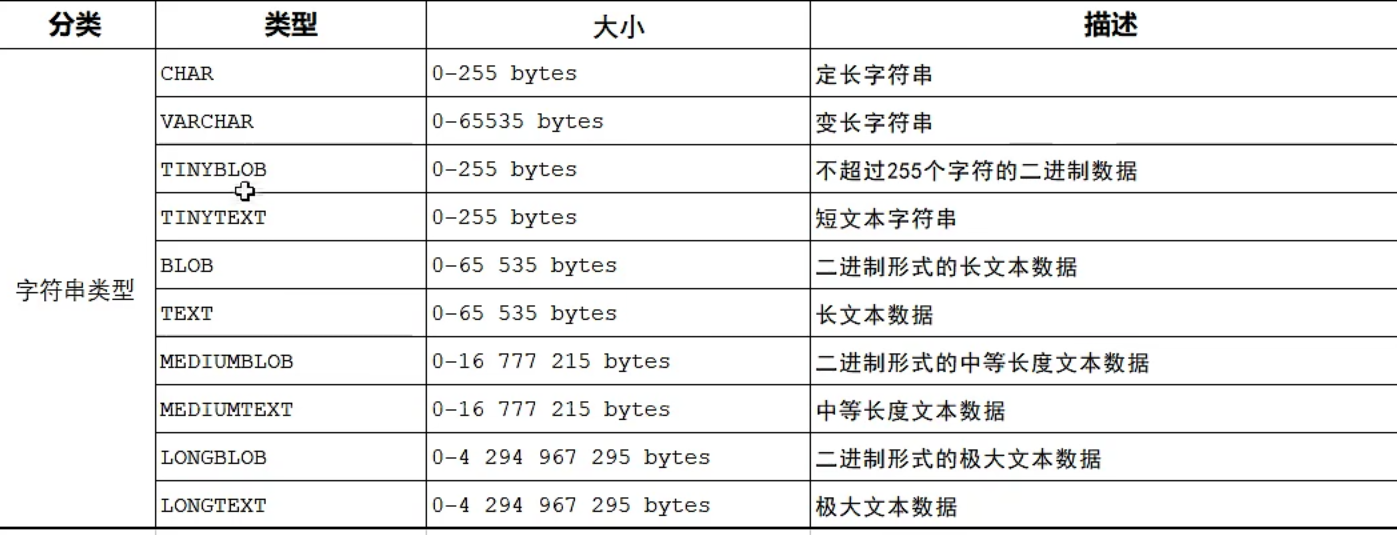 分类 类型 大小 描述
CHAR 0-255 bytes 定长字符串
VARCHAR 0-65535 bytes 变长字符串
TINYBLOB 0-255 bytes 不超过255个字符的二进制数据
TINYTEXT 0-255 bytes 短文本字符串
BLOB 0-65 535 bytes 二进制形式的长文本数据
字符串类型
TEXT 0-65 535 bytes 长文本数据
MEDIUMBLOB 0-16 777 215 bytes 二进制形式的中等长度文本数据
MEDIUMTEXT 0-16 777 215 bytes 中等长度文本数据
LONGBLOB 0-4 294 967 295 bytes 二进制形式的极大文本数据
LONGTEXT 0-4 294 967 295 bytes 极大文本数据